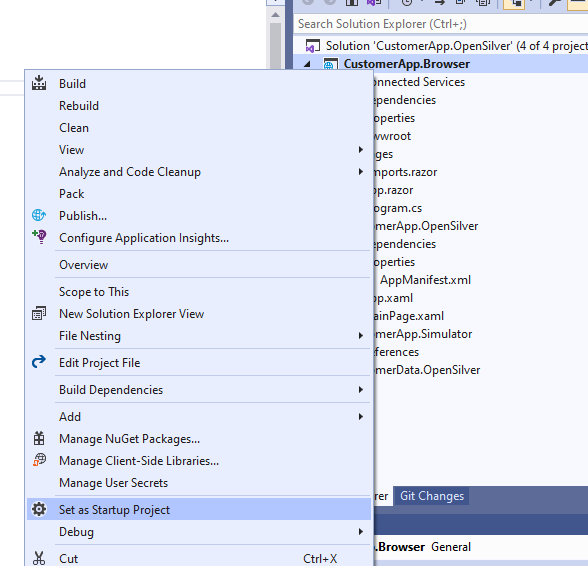 Search Solution Explorer (Ctrl+;)
Solution 'CustomerApp.OpenSilver' (4 of 4 project
CustomerApp.Browser
nnected Services
ependencies
operties
wwroot
ges
mports.razor
pp.razor
ogram.cs
omerApp.OpenSilver
ependencies
operties
AppManifest.xml
pp.xaml
ainPage.xaml
omerApp.Simulator
eferences
omerData.OpenSilver
rer
Git Changes
.Browser General
Build
Rebuild
Clean
View
Analyze and Code Cleanup
Pack
Publish...
Configure Application Insights...
Overview
Scope to This
New Solution Explorer View
File Nesting
Edit Project File
Build Dependencies
Add
Manage NuGet Packages...
Manage Client-Side Libraries...
Manage User Secrets
Set as Startup Project
Debug
Cut Ctrl+X